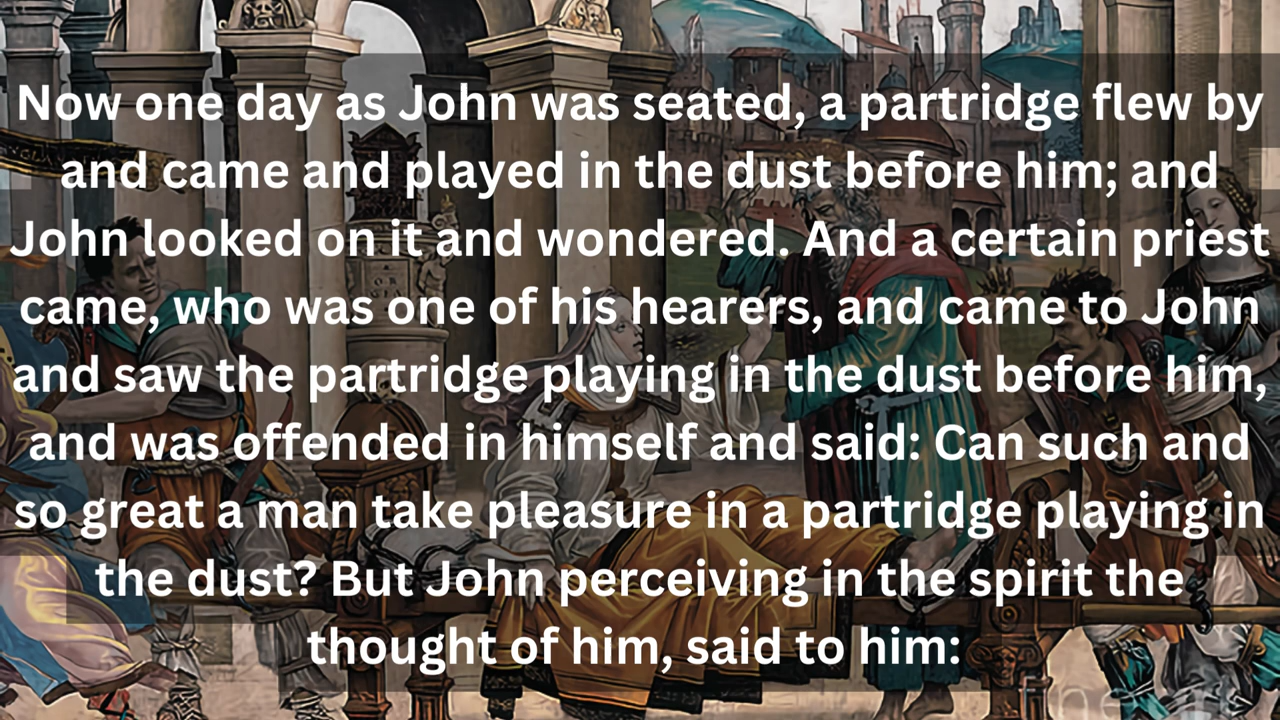 Now one day as John was seated, a partridge flew by
and came and played in the dust before him; and
John looked on it and wondered. And a certain priest
came, who was one of his hearers, and came to John
and saw the partridge playing in the dust before him,
and was offended in himself and said: Can such and
so great a man take pleasure in a partridge playing in
the dust? But John perceiving in the spirit the
thought of him, said to him: